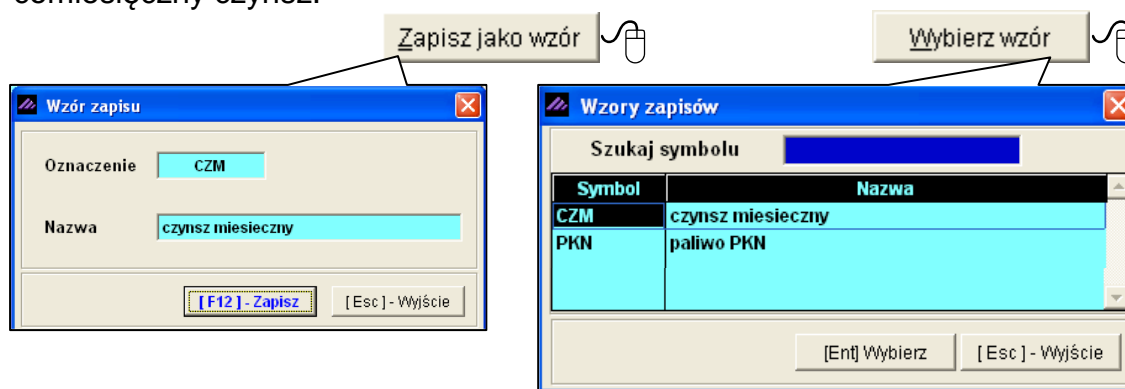 comiesięczny czynsz.
Zapisz jako wzór
Wybierz wzór
Wzór zapisu
Oznaczenie CZM
Nazwa czynsz miesieczny
[ F12 ] - Zapisz [ Esc ] - Wyjście
Wzory zapisów
Szukaj symbolu
Symbol Nazwa
CZM czynsz miesieczny
PKN paliwo PKN
[Ent] Wybierz [ Esc ] - Wyjście